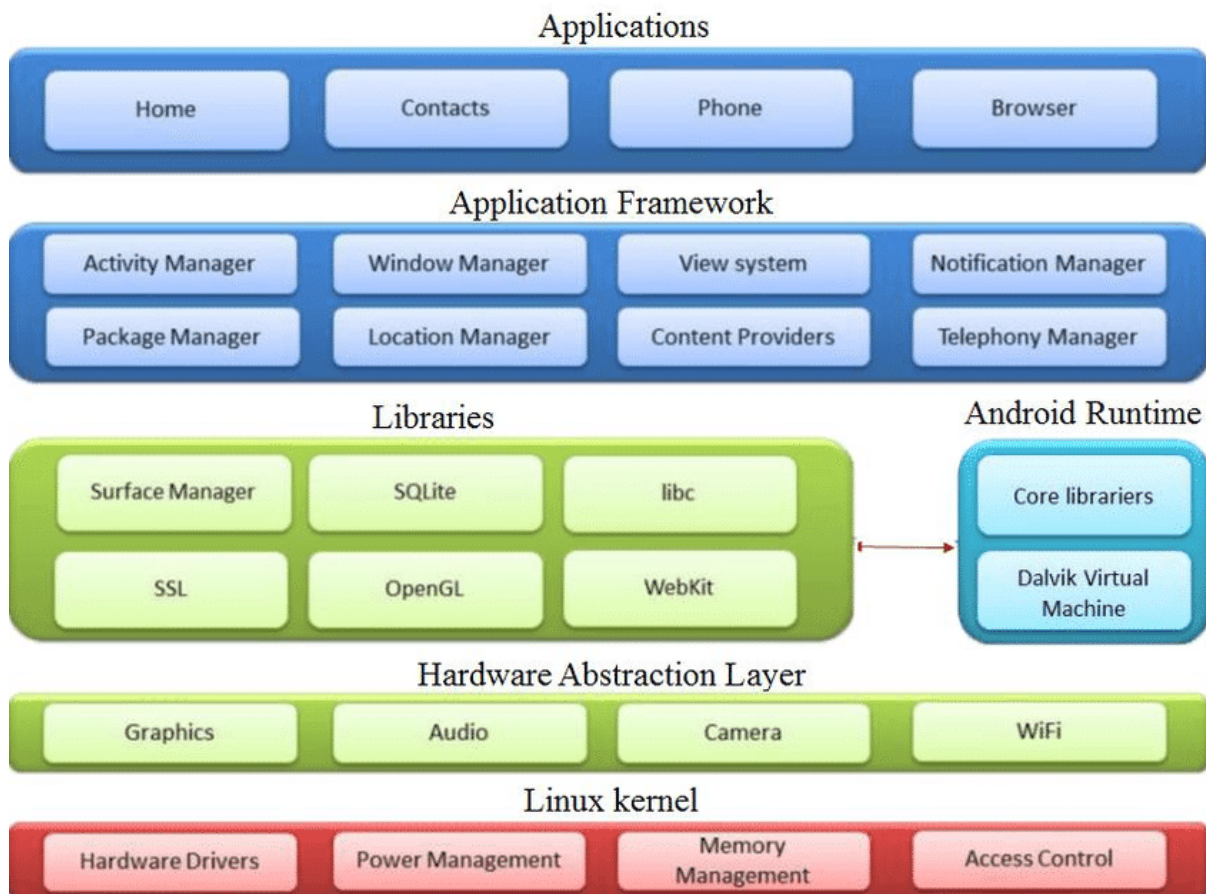 Applications
Home
Contacts
Phone
Browser
Application Framework
Activity Manager
Window Manager
View system
Notification Manager
Package Manager
Location Manager
Content Providers
Telephony Manager
Libraries
Surface Manager
SQLite
libc
SSL
OpenGL
WebKit
Android Runtime
Core librariers
Dalvik Virtual
Machine
Hardware Abstraction Layer
Graphics
Audio
Camera
WiFi
Linux kernel
Hardware Drivers
Power Management
Memory
Management
Access Control